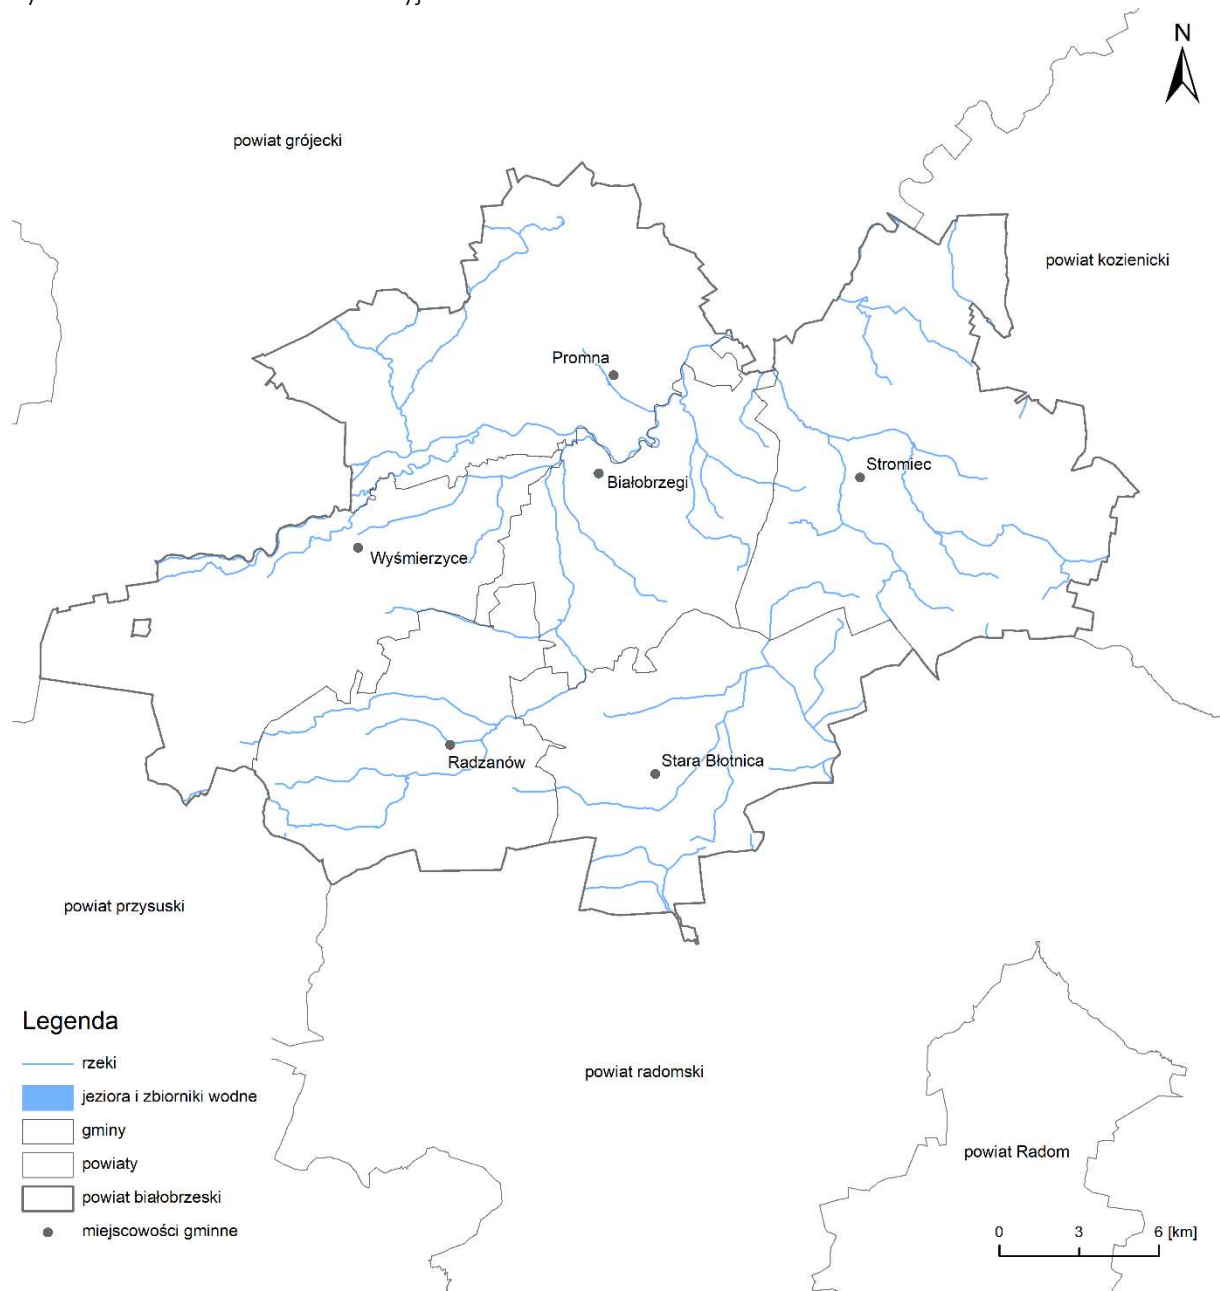 N
powiat grójecki
powiat kozienicki
Promna
Stromiec
Białobrzegi
Wyśmierzyce
Radzanów
Stara Błotnica
powiat przysuski
Legenda
rzeki
jeziora i zbiorniki wodne
gminy
powiaty
powiat białobrzeski
miejscowości gminne
powiat radomski
powiat Radom
0 3 6 [km]